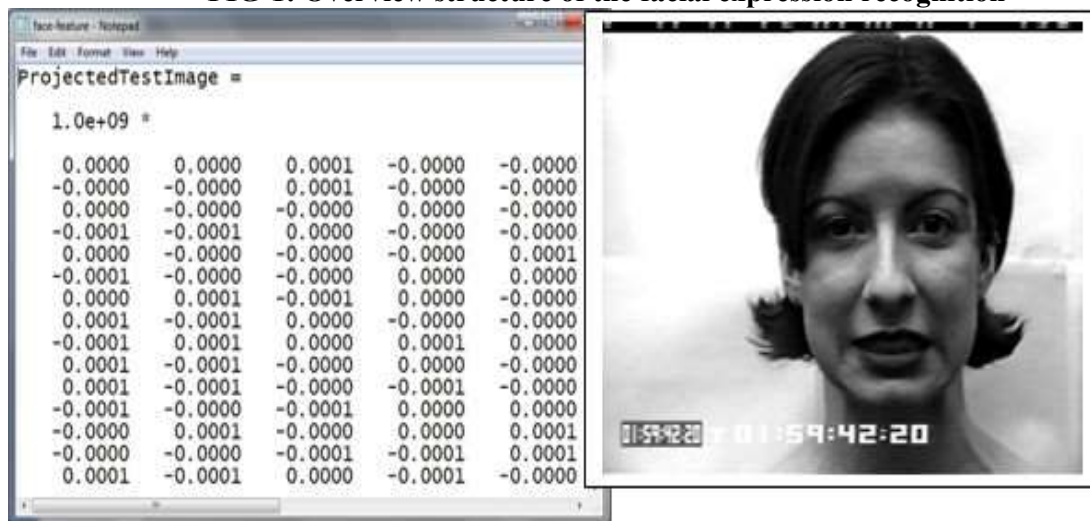 FIG 1: Overview structure of the facial expression recognition
face-feature - Notepad
File Edit Format View Help
ProjectedTestImage =
1.0e+09 *
0.0000 0.0000 0.0001 -0.0000 -0.0000
-0.0000 -0.0000 0.0001 -0.0000 -0.0000
0.0000 -0.0000 -0.0000 0.0000 -0.0000
-0.0001 -0.0001 0.0000 -0.0000 -0.0000
0.0000 -0.0000 -0.0000 0.0000 0.0001
-0.0001 -0.0000 -0.0000 0.0000 0.0000
0.0000 0.0001 -0.0001 0.0000 -0.0000
0.0001 -0.0001 0.0000 -0.0000 0.0000
-0.0001 -0.0000 0.0001 0.0000 -0.0000
0.0001 -0.0001 -0.0000 0.0000 0.0000
-0.0001 -0.0001 0.0000 -0.0001 -0.0000
-0.0001 -0.0000 -0.0001 0.0000 0.0000
-0.0000 0.0001 -0.0000 0.0000 0.0001
-0.0000 -0.0000 -0.0001 -0.0001 0.0001
0.0001 -0.0001 0.0000 -0.0001 -0.0000
01:59:42:20 01:59:42:20